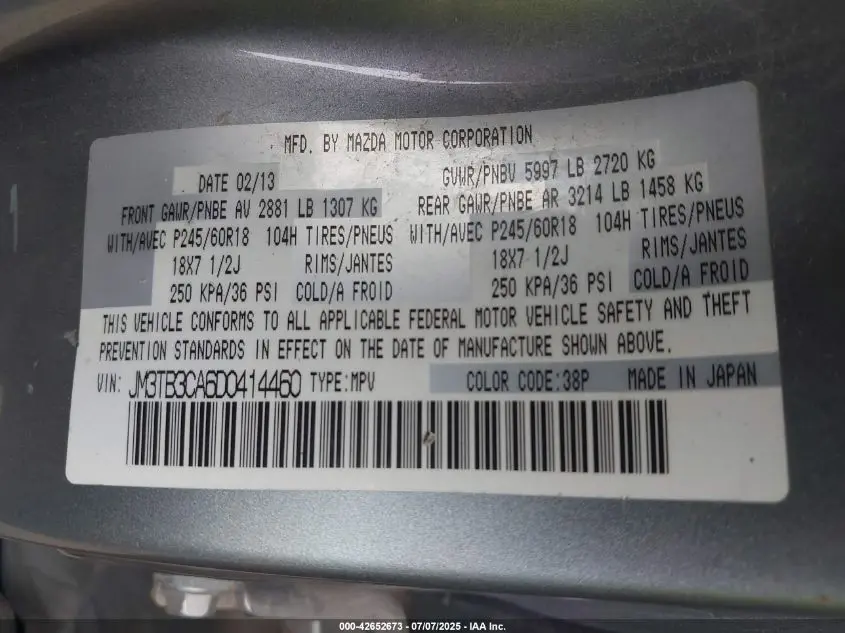 MFD. BY MAZDA MOTOR CORPORATION
DATE 02/13 GVWR/PNBV 5997 LB 2720 KG
FRONT GAWR/PNBE AV 2881 LB 1307 KG REAR GAWR/PNBE AR 3214 LB 1458 KG
WITH/AVEC P245/60R18 104H TIRES/PNEUS WITH/AVEC P245/60R18 104H TIRES/PNEUS
18X7 1/2J RIMS/JANTES 18X7 1/2J RIMS/JANTES
250 KPA/36 PSI COLD/A FROID 250 KPA/36 PSI COLD/A FROID
THIS VEHICLE CONFORMS TO ALL APPLICABLE FEDERAL MOTOR VEHICLE SAFETY AND THEFT
PREVENTION STANDARDS IN EFFECT ON THE DATE OF MANUFACTURE SHOWN ABOVE.
VIN: JM3TB3CA6D0414460 TYPE:MPV COLOR CODE:38P MADE IN JAPAN
000-42652673 - 07/07/2025 - IAA Inc.